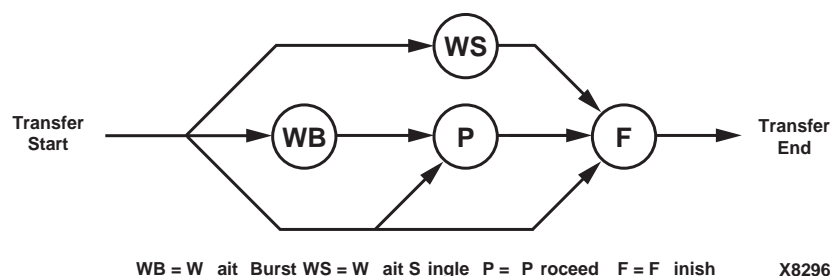 WS
Transfer
Start
WB
P
F
Transfer
End
WB = W ait Burst WS = W ait S ingle P = P roceed F = F inish
X8296